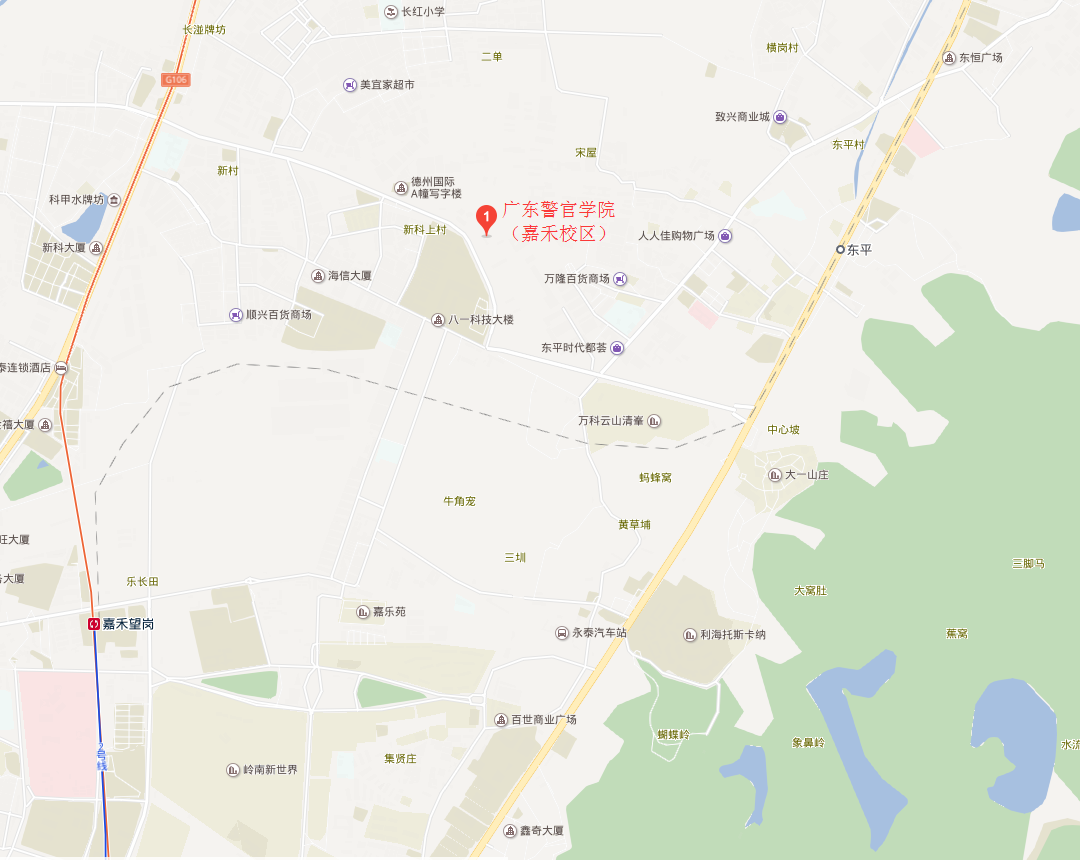 长红小学
长湴牌坊
二单
横岗村
东恒广场
G106
美宜家超市
致兴商业城
东平村
宋屋
新村
德州国际
A幢写字楼
科甲水牌坊
广东警官学院
（嘉禾校区）
新科上村
人人佳购物广场
新科大厦
东平
海信大厦
万隆百货商场
顺兴百货商场
八一科技大楼
东平时代都荟
泰连锁酒店
万科云山清峯
禧大厦
中心坡
大一山庄
蚂蜂窝
牛角宠
黄草埔
旺大厦
三圳
三脚马
大厦
乐长田
大窝肚
嘉乐苑
嘉禾望岗
永泰汽车站
利海托斯卡纳
蕉窝
百世商业广场
蝴蝶岭
象鼻岭
水流
2号线
集贤庄
岭南新世界
鑫奇大厦
1